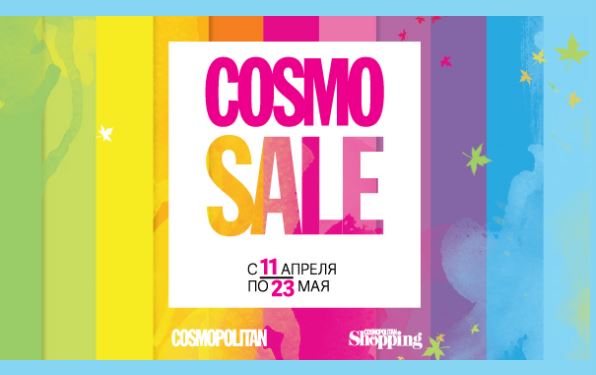 COSMO
SALE
С 11 АПРЕЛЯ
ПО 23 МАЯ
COSMOPOLITAN
COSMOPOLITAN
Shopping